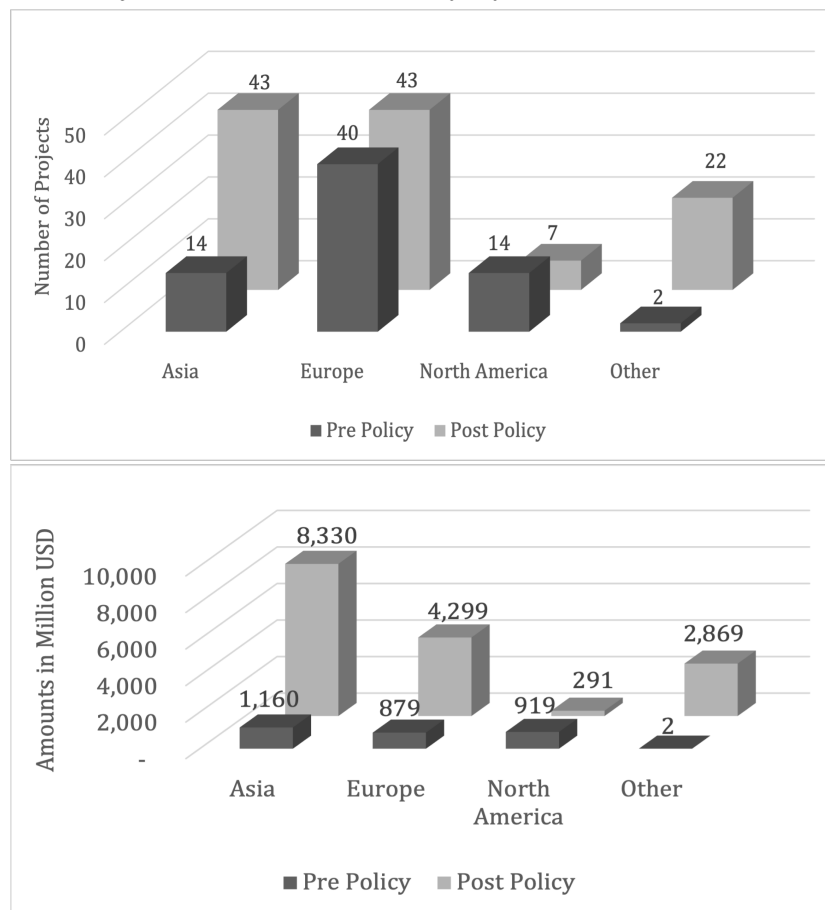 43
43
40
50
Number of Projects
40
22
30
14
14
20
7
10
2
0
Asia
Europe
North America
Other
Pre Policy
Post Policy
8,330
Amounts in Million USD
10,000
8,000
4,299
6,000
2,869
4,000
1,160
879
919
291
2,000
2
-
Asia
Europe
North
America
Other
Pre Policy
Post Policy